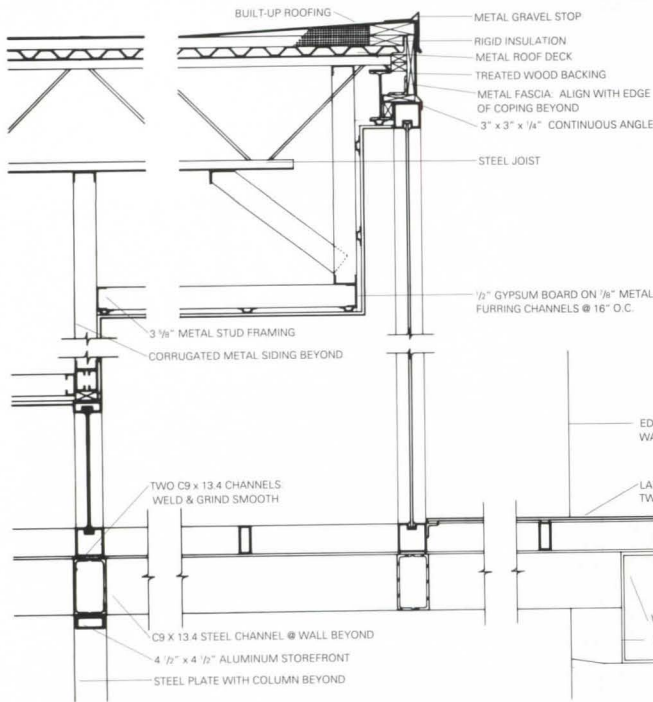 BUILT-UP ROOFING
METAL GRAVEL STOP
RIGID INSULATION
METAL ROOF DECK
TREATED WOOD BACKING
METAL FASCIA: ALIGN WITH EDGE
OF COPING BEYOND
3" x 3" x 1/4" CONTINUOUS ANGLE
STEEL JOIST
1/2" GYPSUM BOARD ON 7/8" METAL
FURRING CHANNELS @ 16" O.C.
3 5/8" METAL STUD FRAMING
CORRUGATED METAL SIDING BEYOND
ED
WA
TWO C9 x 13.4 CHANNELS
WELD & GRIND SMOOTH
LA
TW
C9 X 13.4 STEEL CHANNEL @ WALL BEYOND
4 1/2" x 4 1/2" ALUMINUM STOREFRONT
STEEL PLATE WITH COLUMN BEYOND